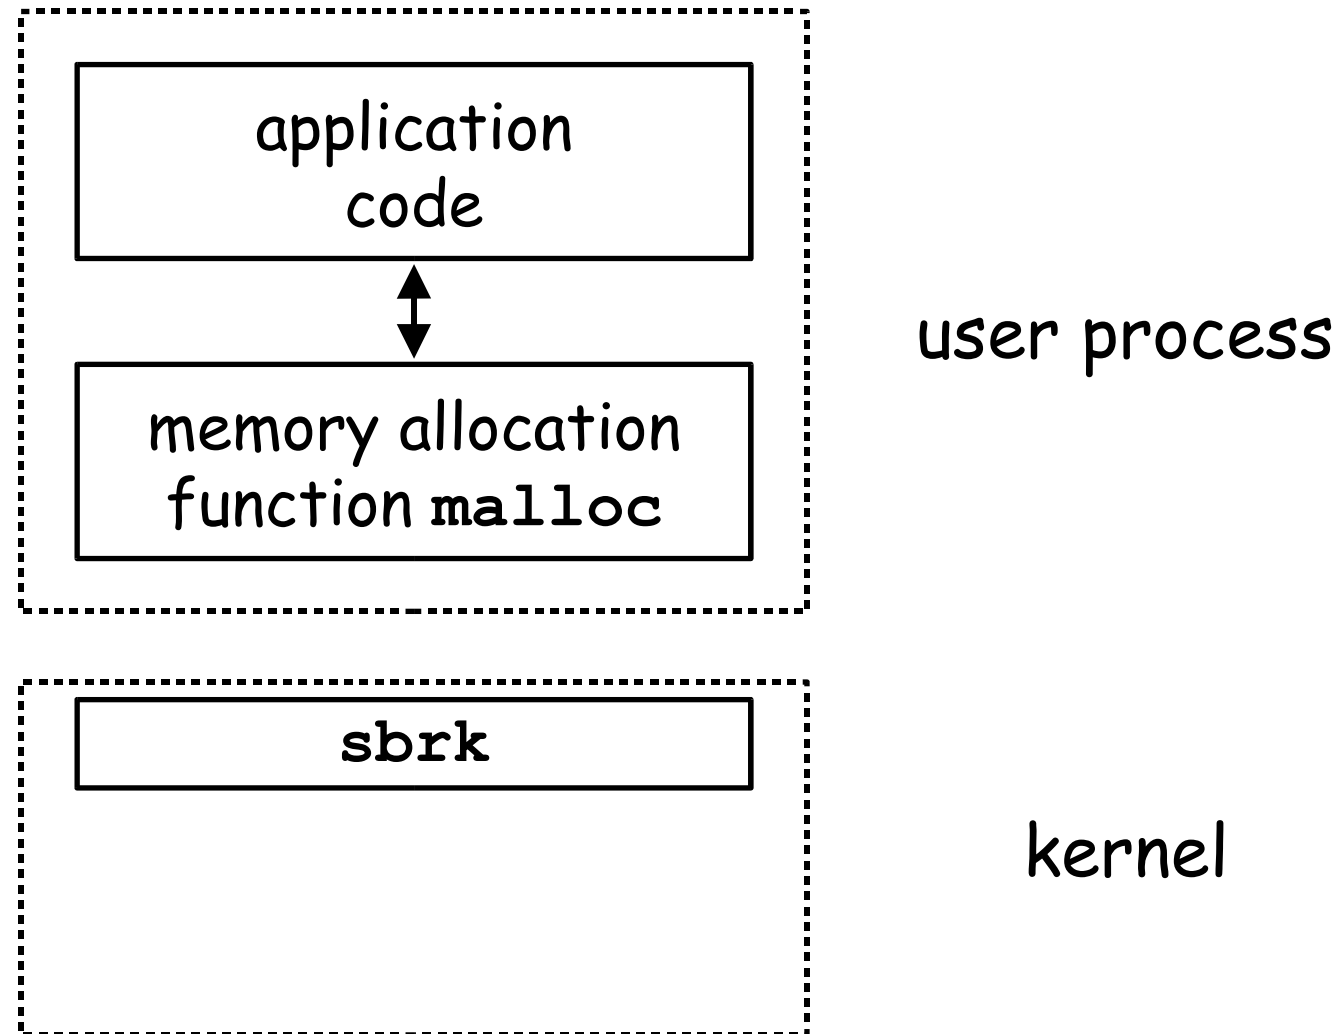 application
code
memory allocation
function malloc
user process
sbrk
kernel